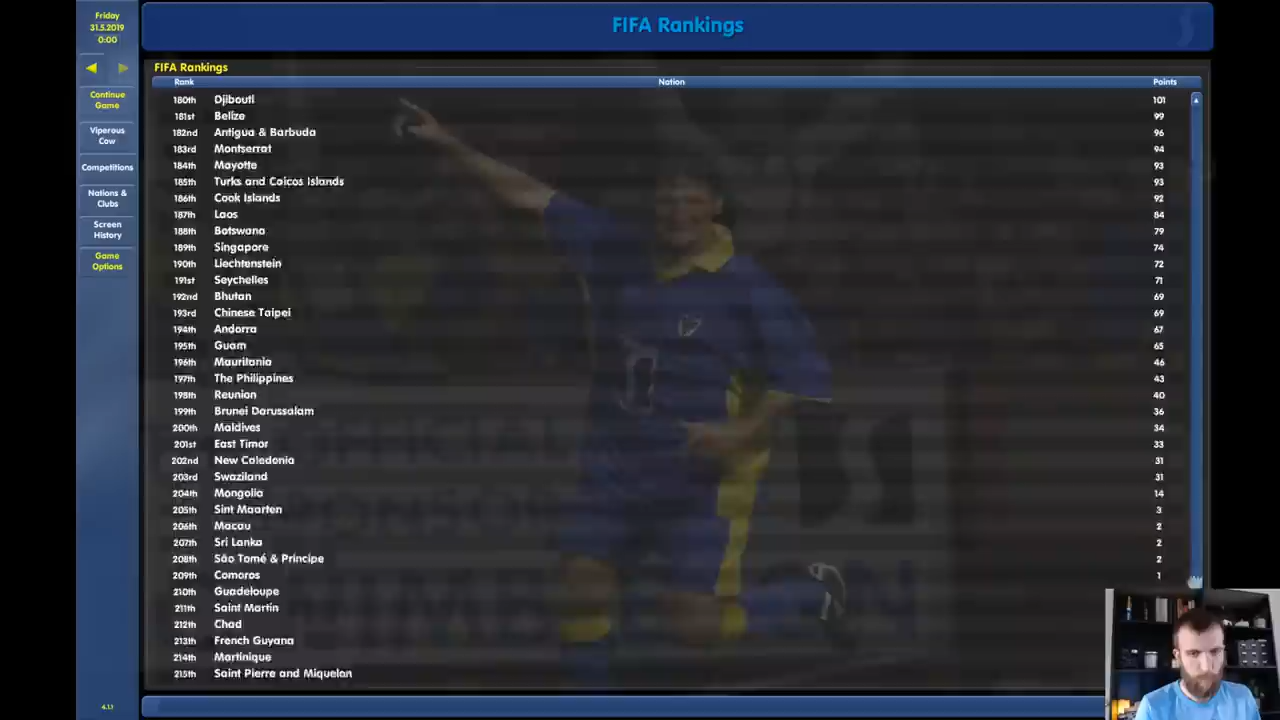 Friday
31.5.2019
0:00
FIFA Rankings
FIFA Rankings
Rank Nation Points
Continue
Game
Viperous
Cow
Competitions
Nations &
Clubs
Screen
History
Game
Options
180th Djibouti 101
181st Belize 99
182nd Antigua & Barbuda 96
183rd Montserrat 94
184th Mayotte 93
185th Turks and Caicos Islands 93
186th Cook Islands 92
187th Laos 84
188th Botswana 79
189th Singapore 74
190th Liechtenstein 72
191st Seychelles 71
192nd Bhutan 69
193rd Chinese Taipei 69
194th Andorra 67
195th Guam 65
196th Mauritania 46
197th The Philippines 43
198th Reunion 40
199th Brunei Darussalam 36
200th Maldives 34
201st East Timor 33
202nd New Caledonia 31
203rd Swaziland 31
204th Mongolia 14
205th Sint Maarten 3
206th Macau 2
207th Sri Lanka 2
208th São Tomé & Príncipe 2
209th Comoros 1
210th Guadeloupe
211th Saint Martin
212th Chad
213th French Guyana
214th Martinique
215th Saint Pierre and Miquelon
4.1.1